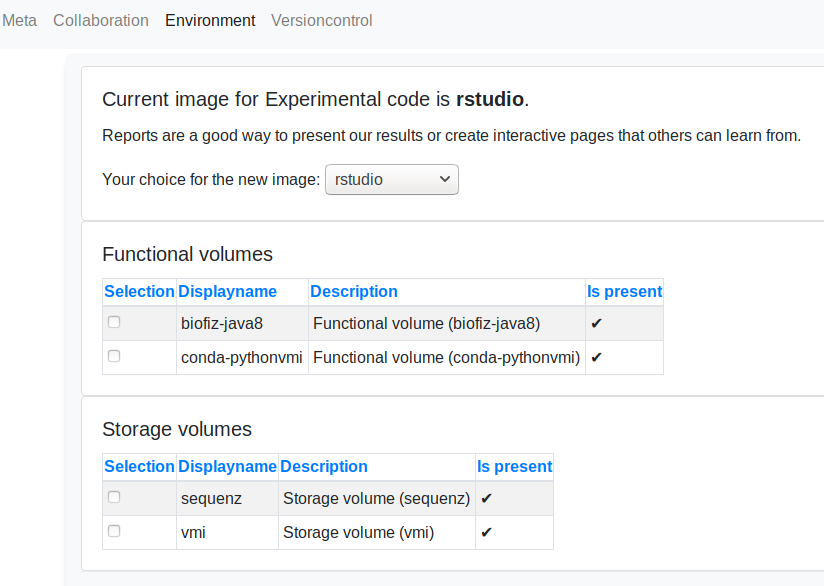 Meta Collaboration Environment Versioncontrol
Current image for Experimental code is rstudio.
Reports are a good way to present our results or create interactive pages that others can learn from.
Your choice for the new image: rstudio
Functional volumes
Selection Displayname Description Is present
biofiz-java8 Functional volume (biofiz-java8) ✔
conda-pythonvmi Functional volume (conda-pythonvmi) ✔
Storage volumes
Selection Displayname Description Is present
sequenz Storage volume (sequenz) ✔
vmi Storage volume (vmi) ✔